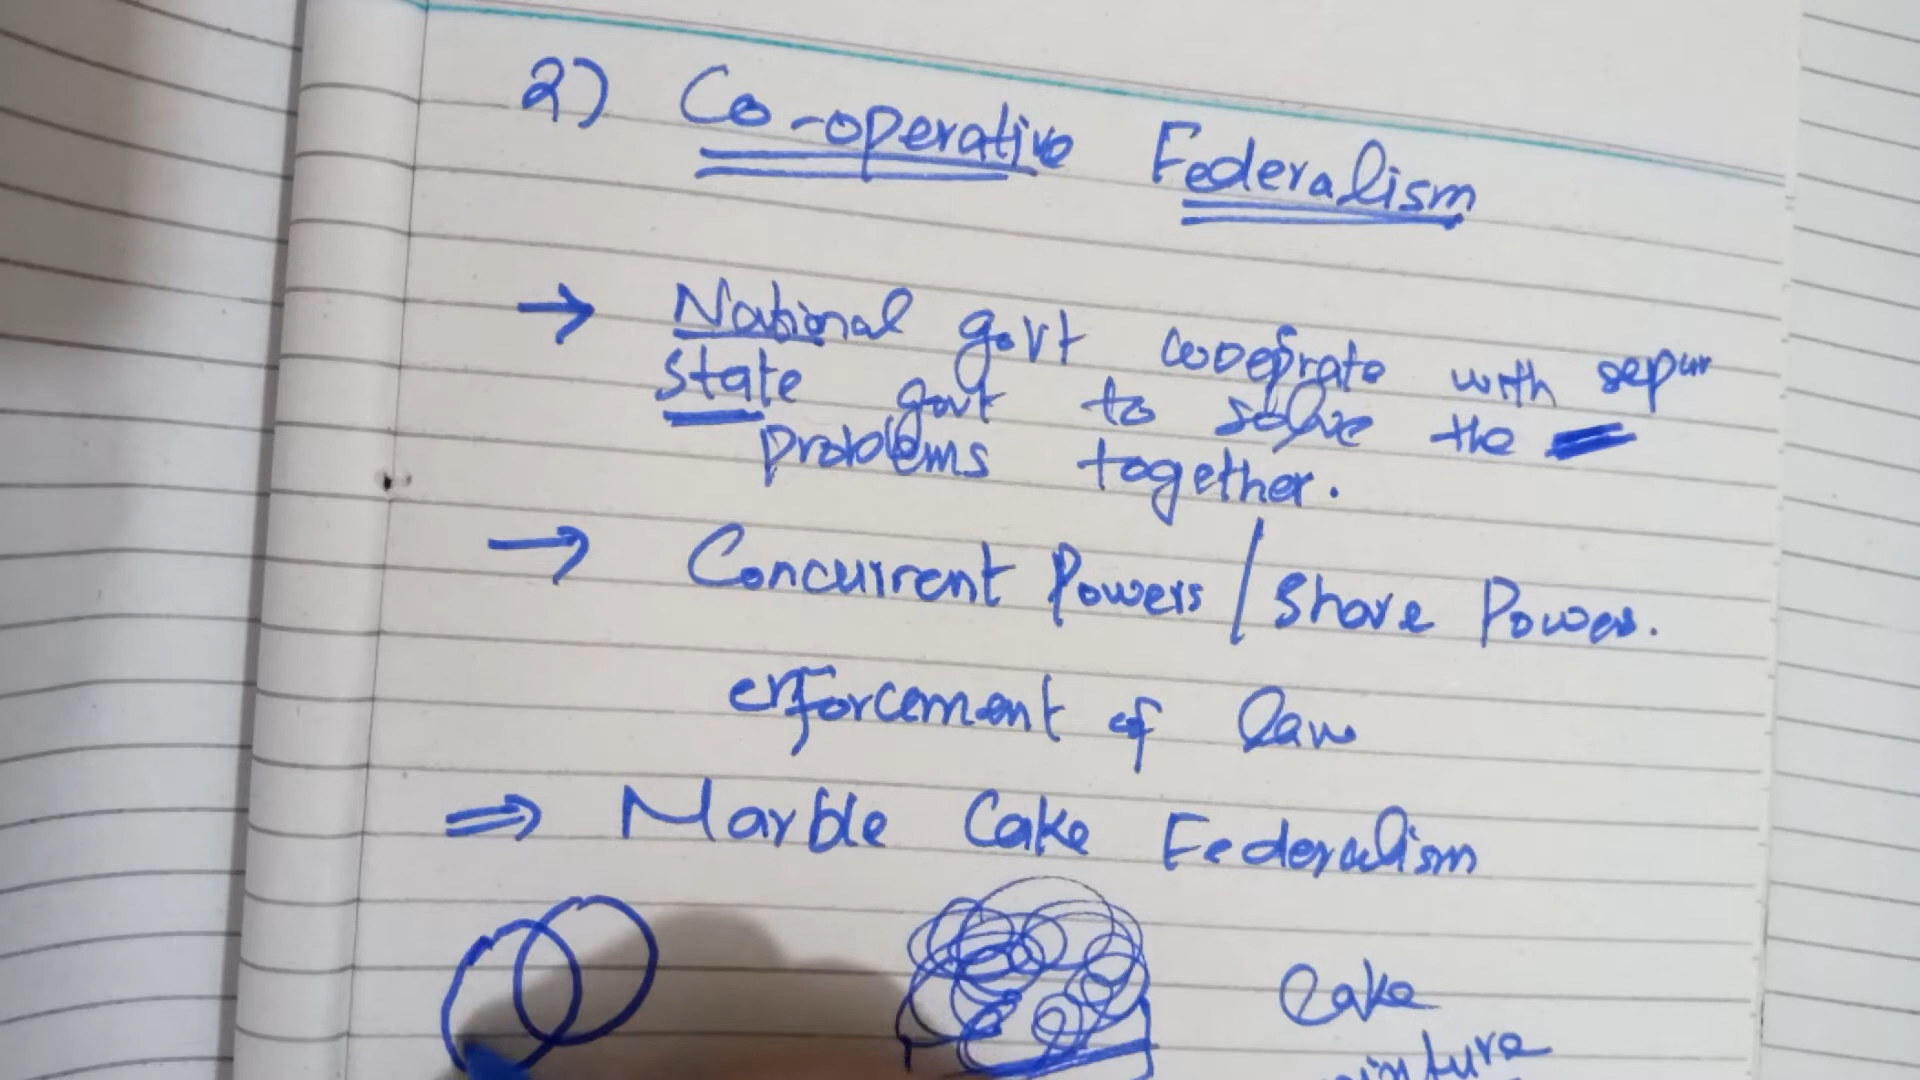 2) Co-operative Federalism
→ National govt cooeprate with separ
state govt to solve the
problems together.
→ Concurrent Powers / Share Power.
enforcement of law
⇒ Marble Cake Federalism
Cake